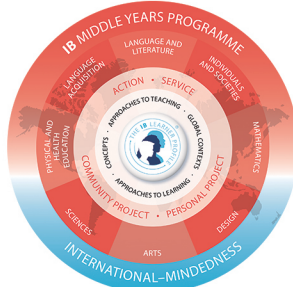 IB MIDDLE YEARS PROGRAMME
LANGUAGE AND
LITERATURE
LANGUAGE
ACQUISITION
INDIVIDUALS
AND SOCIETIES
PHYSICAL AND
HEALTH
EDUCATION
MATHEMATICS
SCIENCES
DESIGN
ARTS
ACTION • SERVICE
COMMUNITY PROJECT • PERSONAL PROJECT
APPROACHES TO TEACHING
CONCEPTS
GLOBAL CONTEXTS
APPROACHES TO LEARNING
THE IB LEARNER PROFILE
INTERNATIONAL–MINDEDNESS